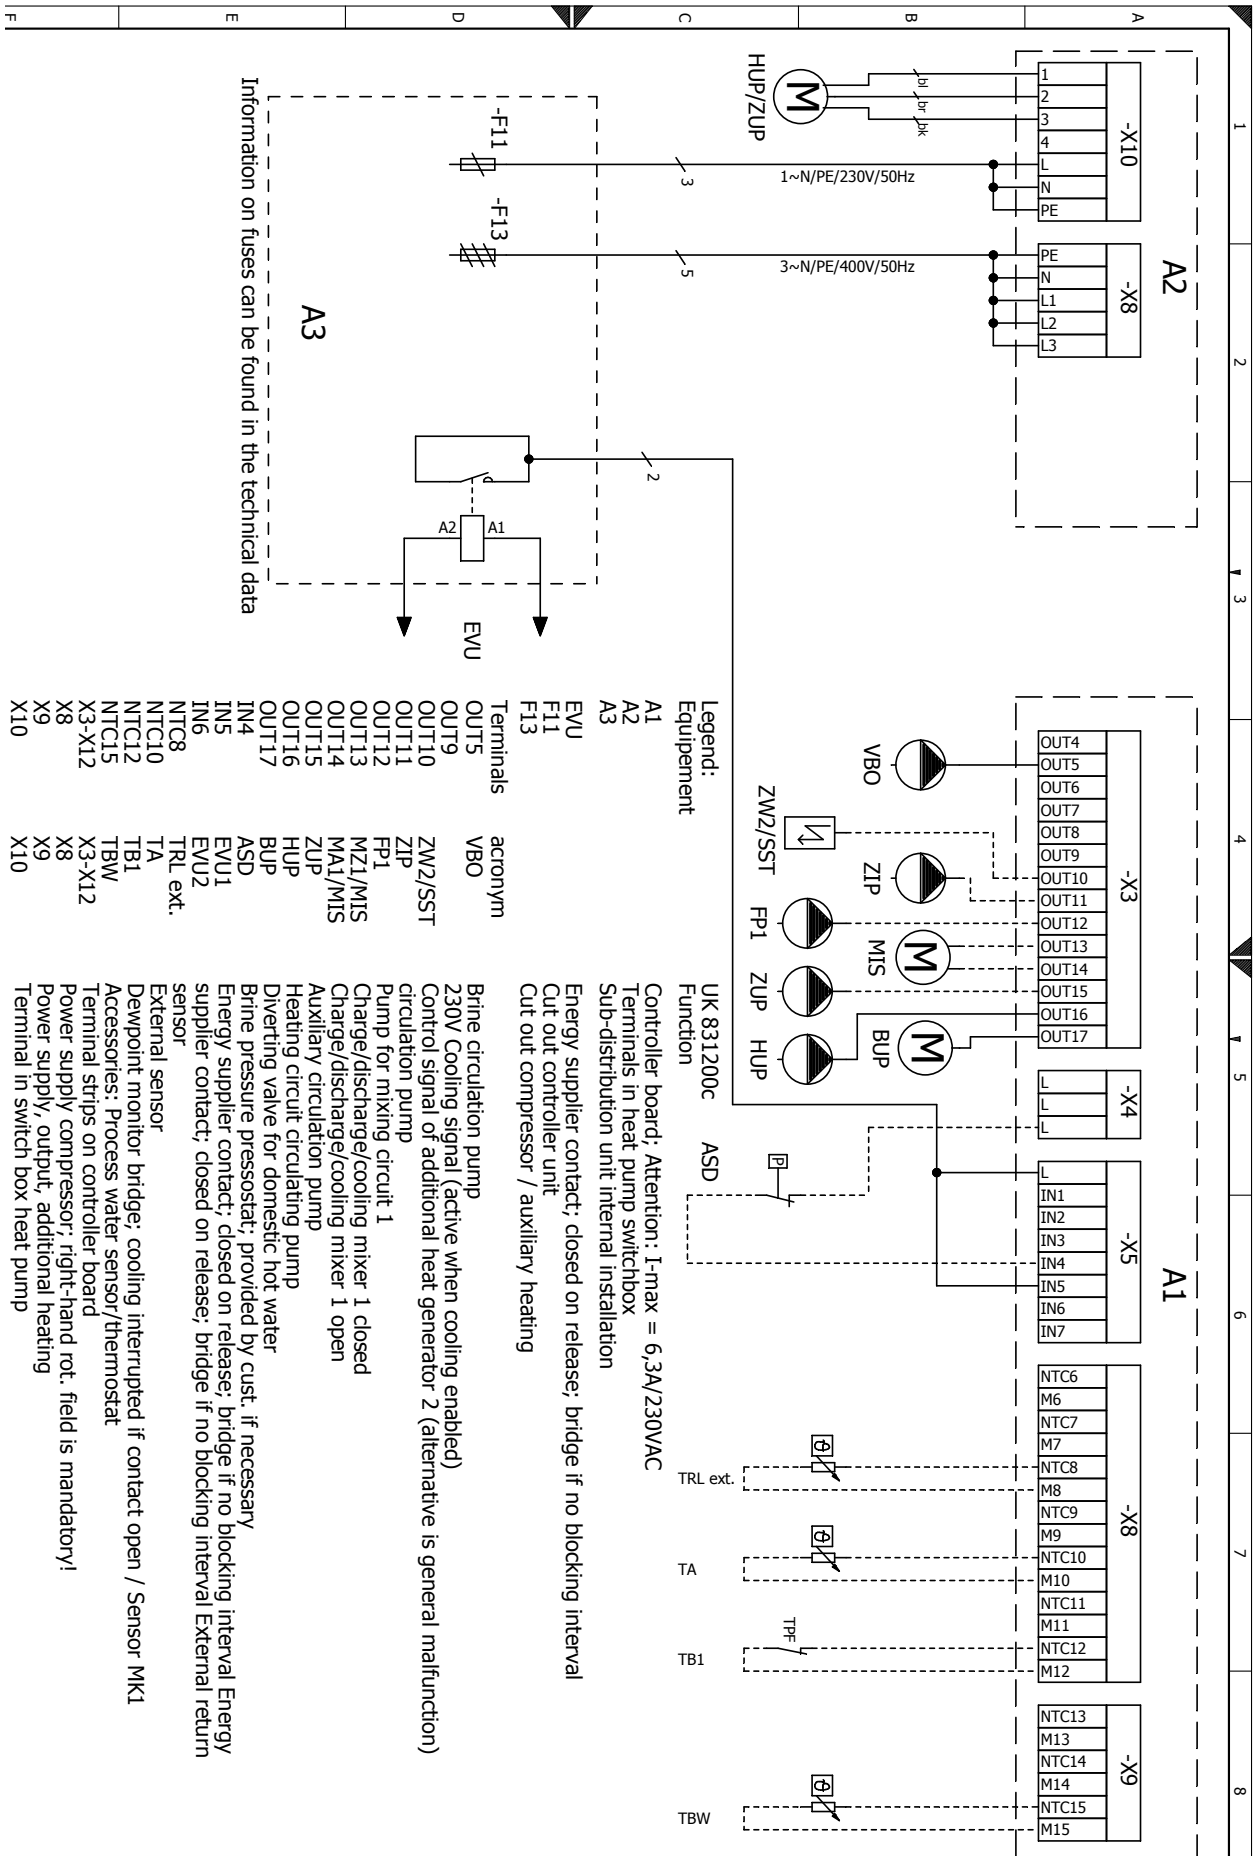 A
B
C
D
E
F
1
2
3
4
5
6
7
8
A2
-X10
1
2
3
4
L
N
PE
-X8
PE
N
L1
L2
L3
bl
br
bk
HUP/ZUP
M
3
1~N/PE/230V/50Hz
5
3~N/PE/400V/50Hz
-F11
-F13
A3
2
A2
A1
EVU
Information on fuses can be found in the technical data
A1
-X3
OUT4
OUT5
OUT6
OUT7
OUT8
OUT9
OUT10
OUT11
OUT12
OUT13
OUT14
OUT15
OUT16
OUT17
-X4
L
L
L
-X5
L
IN1
IN2
IN3
IN4
IN5
IN6
IN7
-X8
NTC6
M6
NTC7
M7
NTC8
M8
NTC9
M9
NTC10
M10
NTC11
M11
NTC12
M12
-X9
NTC13
M13
NTC14
M14
NTC15
M15
VBO
ZW2/SST
ZIP
FP1
M
MIS
ZUP
HUP
M
BUP
ASD
P
ϑ
TRL ext.
ϑ
TA
TPF
TB1
ϑ
TBW
Legend: UK 831200c
Equipement Function
A1 Controller board; Attention: I-max = 6,3A/230VAC
A2 Terminals in heat pump switchbox
A3 Sub-distribution unit internal installation
EVU Energy supplier contact; closed on release; bridge if no blocking interval
F11 Cut out controller unit
F13 Cut out compressor / auxiliary heating
Terminals acronym
OUT5 VBO Brine circulation pump
OUT9 230V Cooling signal (active when cooling enabled)
OUT10 ZW2/SST Control signal of additional heat generator 2 (alternative is general malfunction)
OUT11 ZIP circulation pump
OUT12 FP1 Pump for mixing circuit 1
OUT13 MZ1/MIS Charge/discharge/cooling mixer 1 closed
OUT14 MA1/MIS Charge/discharge/cooling mixer 1 open
OUT15 ZUP Auxiliary circulation pump
OUT16 HUP Heating circuit circulating pump
OUT17 BUP Diverting valve for domestic hot water
IN4 ASD Brine pressure pressostat; provided by cust. if necessary
IN5 EVU1 Energy supplier contact; closed on release; bridge if no blocking interval Energy
IN6 EVU2 supplier contact; closed on release; bridge if no blocking interval External return
NTC8 TRL ext. sensor
NTC10 TA External sensor
NTC12 TB1 Dewpoint monitor bridge; cooling interrupted if contact open / Sensor MK1
NTC15 TBW Accessories: Process water sensor/thermostat
X3-X12 X3-X12 Terminal strips on controller board
X8 X8 Power supply compressor; right-hand rot. field is mandatory!
X9 X9 Power supply, output, additional heating
X10 X10 Terminal in switch box heat pump